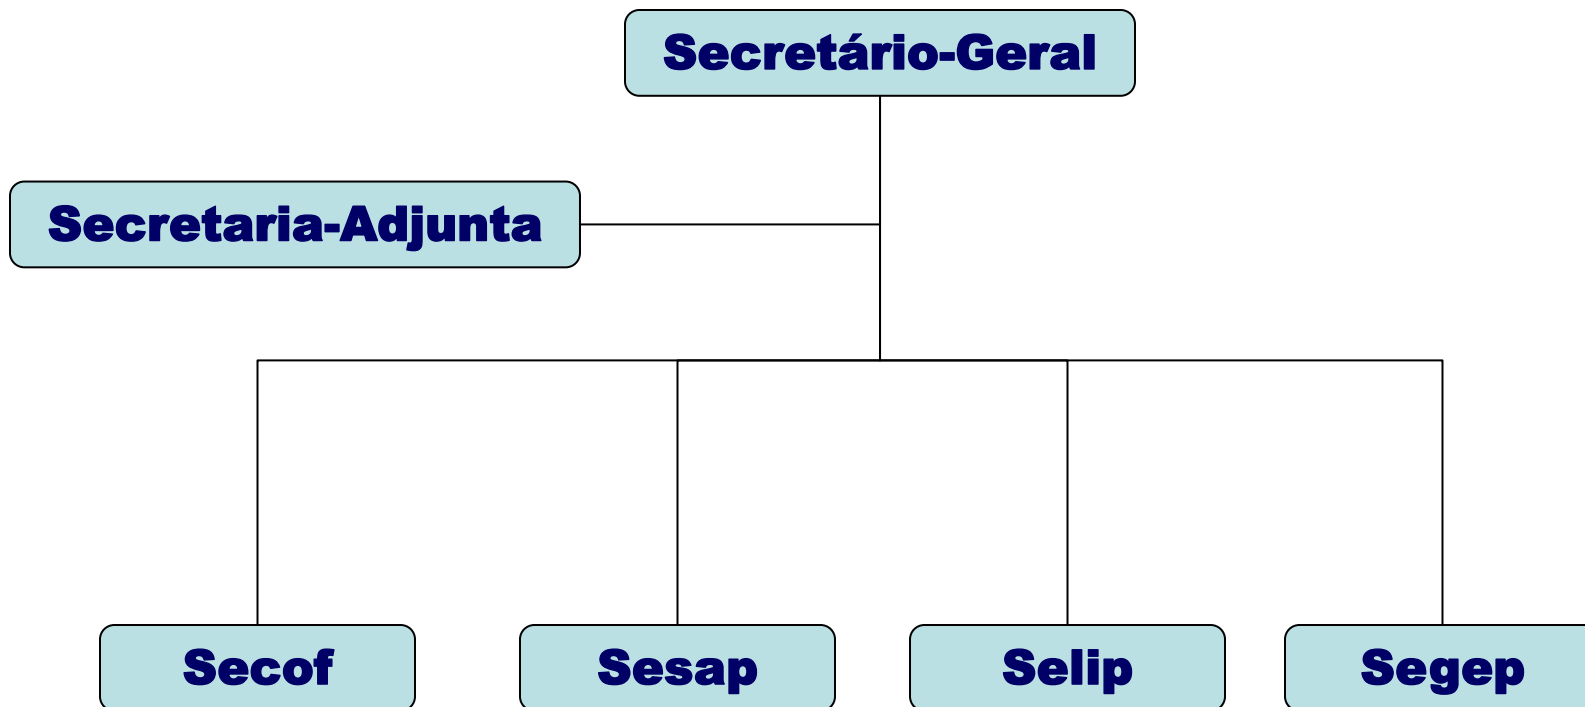 Secretário-Geral
Secretaria-Adjunta
Secof
Sesap
Selip
Segep